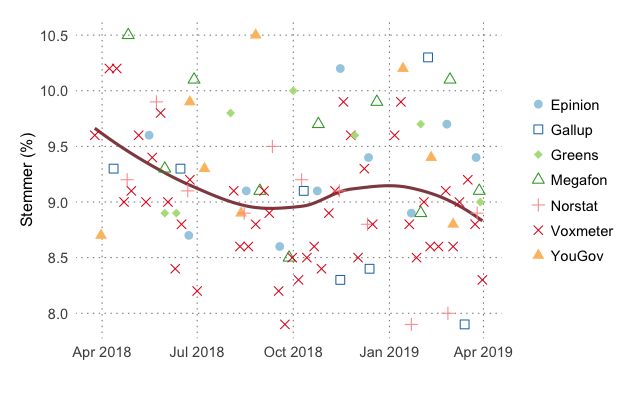 Stemmer (%)
10.5
10.0
9.5
9.0
8.5
8.0
Apr 2018 Jul 2018 Oct 2018 Jan 2019 Apr 2019
Epinion
Gallup
Greens
Megafon
Norstat
Voxmeter
YouGov